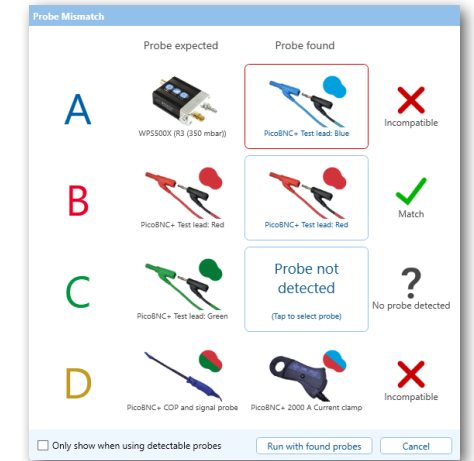 Probe Mismatch
Probe expected Probe found
A
WPS500X (R3 (350 mbar))
PicoBNC+ Test lead: Blue
Incompatible
B
PicoBNC+ Test lead: Red
PicoBNC+ Test lead: Red
Match
C
PicoBNC+ Test lead: Green
Probe not
detected
(Tap to select probe)
?
No probe detected
D
PicoBNC+ COP and signal probe
PicoBNC+ 2000 A Current clamp
Incompatible
Only show when using detectable probes
Run with found probes
Cancel